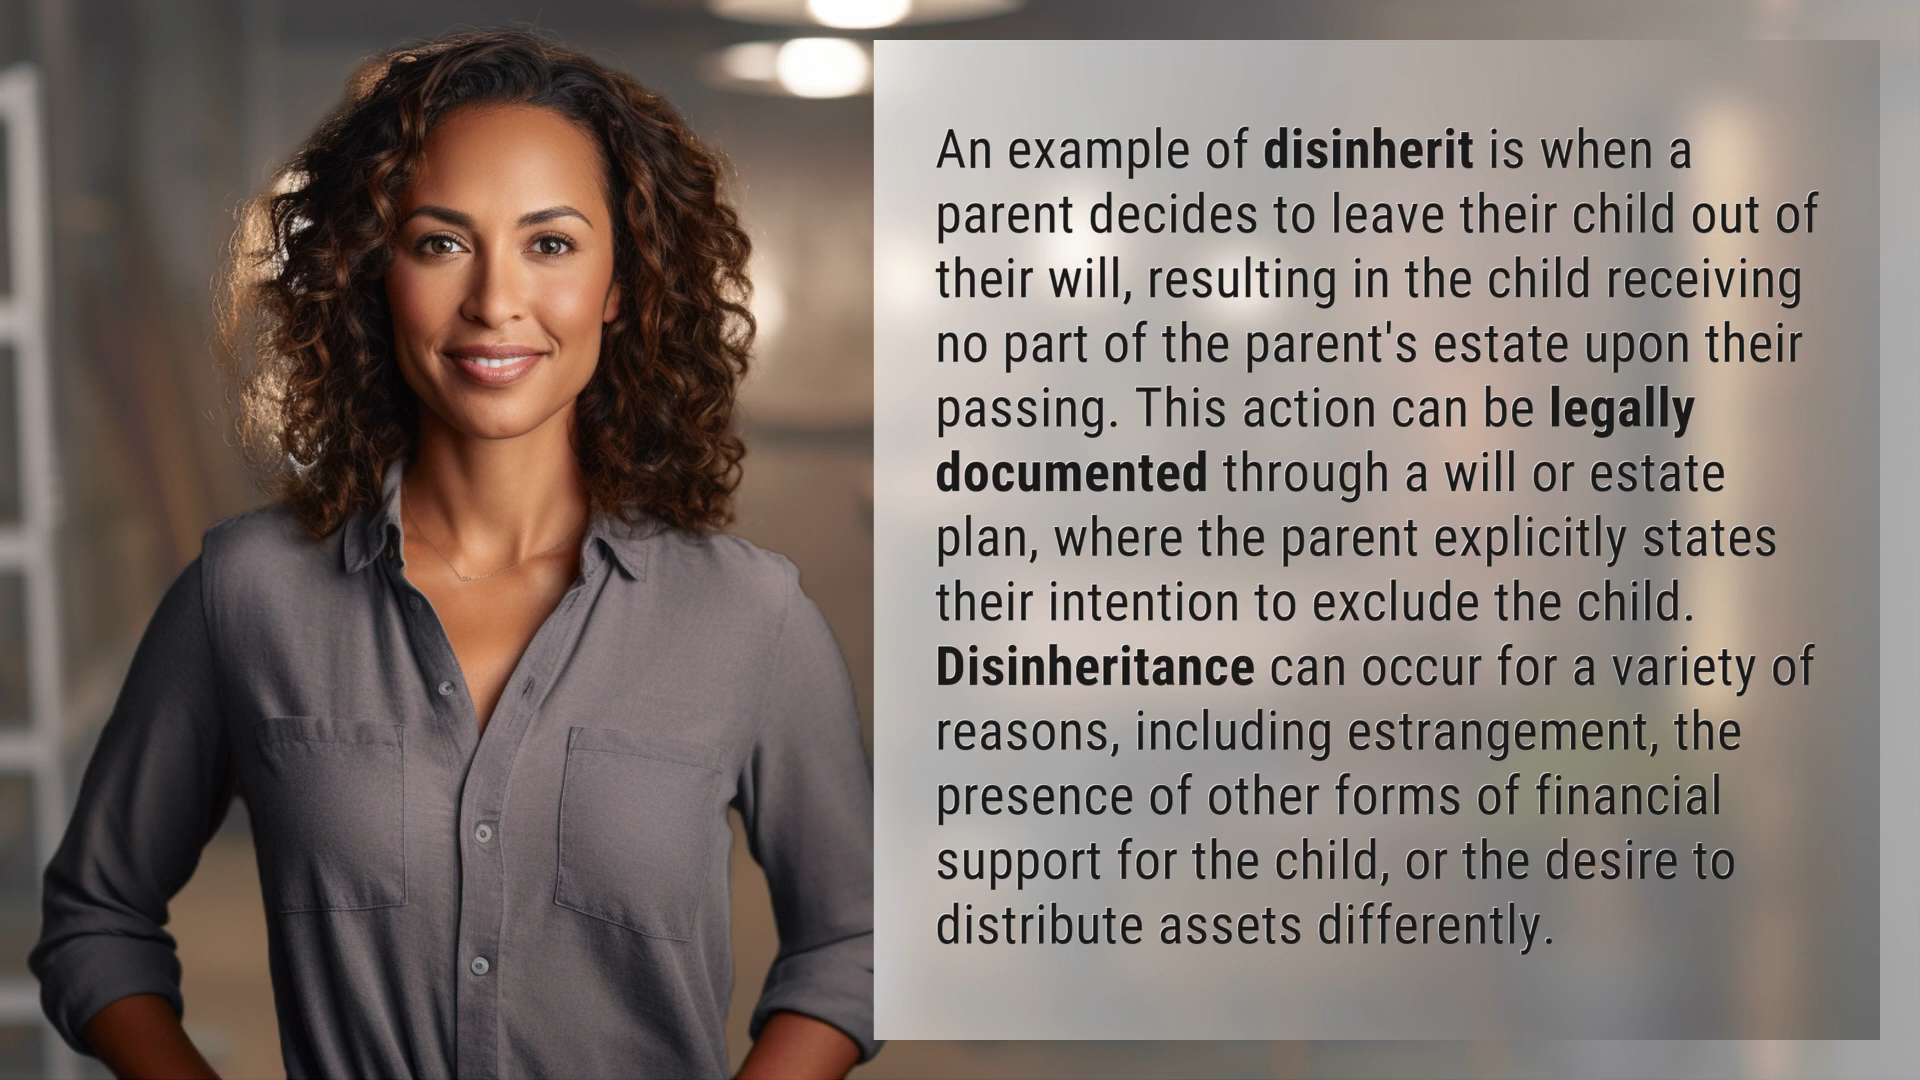 An example of disinherit is when a
parent decides to leave their child out of
their will, resulting in the child receiving
no part of the parent's estate upon their
passing. This action can be legally
documented through a will or estate
plan, where the parent explicitly states
their intention to exclude the child.
Disinheritance can occur for a variety of
reasons, including estrangement, the
presence of other forms of financial
support for the child, or the desire to
distribute assets differently.